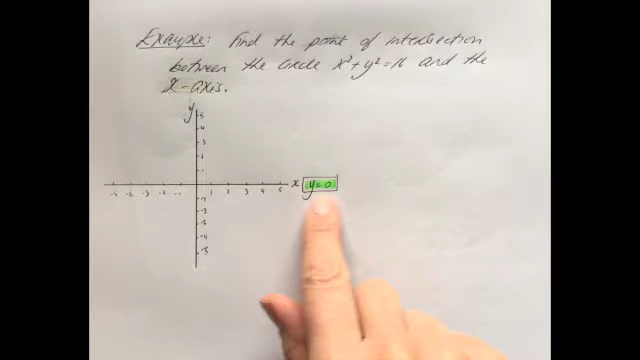 Example: Find the point of intersection
between the circle x² + y² = 16 and the
x-axis.
y
5
4
3
2
1
-5 -4 -3 -2 -1 1 2 3 4 5 x y = 0
-1
-2
-3
-4
-5